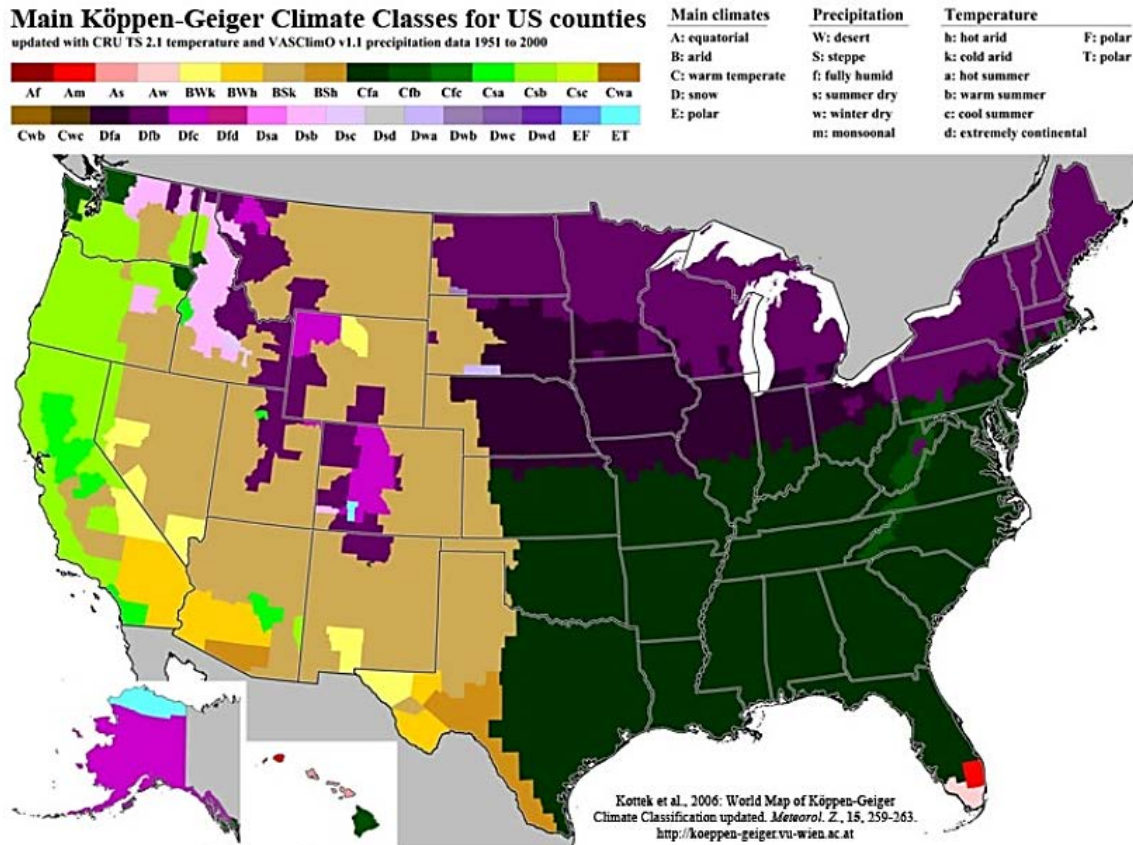 Main Köppen-Geiger Climate Classes for US counties
updated with CRU TS 2.1 temperature and VASClimO v1.1 precipitation data 1951 to 2000
Af Am As Aw BWk BWh BSk BSh Cfa Cfb Cfc Csa Csb Csc Cwa
Cwb Cwc Dfa Dfb Dfc Dfd Dsa Dsb Dsc Dsd Dwa Dwb Dwc Dwd EF ET
Main climates
A: equatorial
B: arid
C: warm temperate
D: snow
E: polar
Precipitation
W: desert
S: steppe
f: fully humid
s: summer dry
w: winter dry
m: monsoonal
Temperature
h: hot arid F: polar
k: cold arid T: polar
a: hot summer
b: warm summer
c: cool summer
d: extremely continental
Kottek et al., 2006: World Map of Köppen-Geiger
Climate Classification updated. Meteorol. Z., 15, 259-263.
http://koeppen-geiger.vu-wien.ac.at